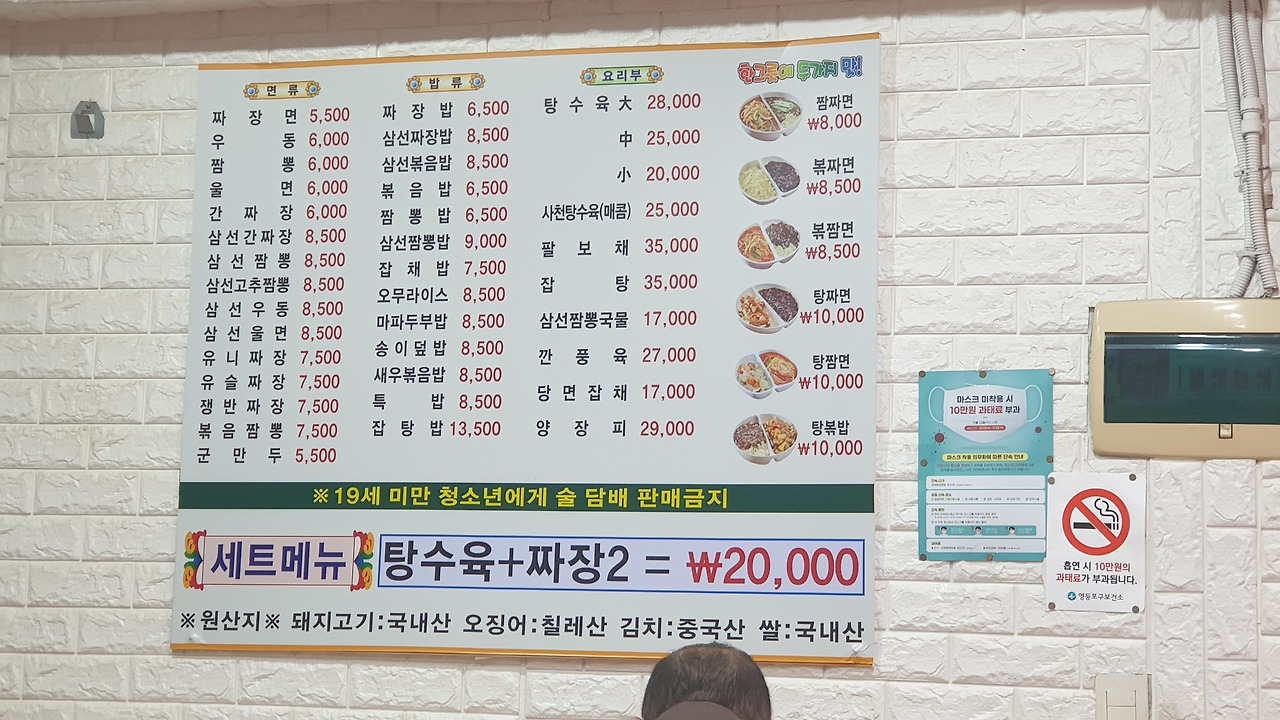 면 류
짜 장 면 5,500
우 동 6,000
짬 뽕 6,000
울 면 6,000
간 짜 장 6,000
삼선간짜장 8,500
삼 선 짬 뽕 8,500
삼선고추짬뽕 8,500
삼 선 우 동 8,500
삼 선 울 면 8,500
유 니 짜 장 7,500
유 슬 짜 장 7,500
쟁 반 짜 장 7,500
볶 음 짬 뽕 7,500
군 만 두 5,500
밥 류
짜 장 밥 6,500
삼선짜장밥 8,500
삼선볶음밥 8,500
볶 음 밥 6,500
짬 뽕 밥 6,500
삼선짬뽕밥 9,000
잡 채 밥 7,500
오무라이스 8,500
마파두부밥 8,500
송 이 덮 밥 8,500
새우볶음밥 8,500
특 밥 8,500
잡 탕 밥 13,500
요리부
탕 수 육 大 28,000
中 25,000
小 20,000
사천탕수육(매콤) 25,000
팔 보 채 35,000
잡 탕 35,000
삼선짬뽕국물 17,000
깐 풍 육 27,000
당 면 잡 채 17,000
양 장 피 29,000
한그릇에 두가지 맛!
짬짜면
₩8,000
볶짜면
₩8,500
볶짬면
₩8,500
탕짜면
₩10,000
탕짬면
₩10,000
탕볶밥
₩10,000
※19세 미만 청소년에게 술 담배 판매금지
세트메뉴 탕수육+짜장2 = ₩20,000
※원산지※ 돼지고기:국내산 오징어:칠레산 김치:중국산 쌀:국내산
마스크 미착용 시
10만원 과태료 부과
마스크 착용 의무화에 따른 단속 안내
흡연 시 10만원의
과태료가 부과됩니다.
영등포구보건소